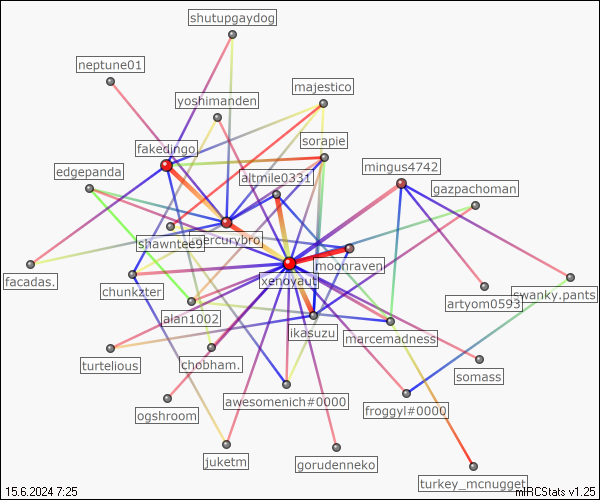 shutupgaydog
neptune01
majestico
yoshimanden
sorapie
fakedingo
mingus4742
edgepanda
altmile0331
gazpachoman
shawntee
mercurybro
moonraven
facadas.
xenovaut
chunkzter
artyom0593
swanky.pants
alan1002
ikasuzu
marcemadness
turtelious
chobham.
somass
awesomenich#0000
froggyl#0000
ogshroom
juketm
gorudenneko
turkey_mcnugget
15.6.2024 7:25
mIRCStats v1.25